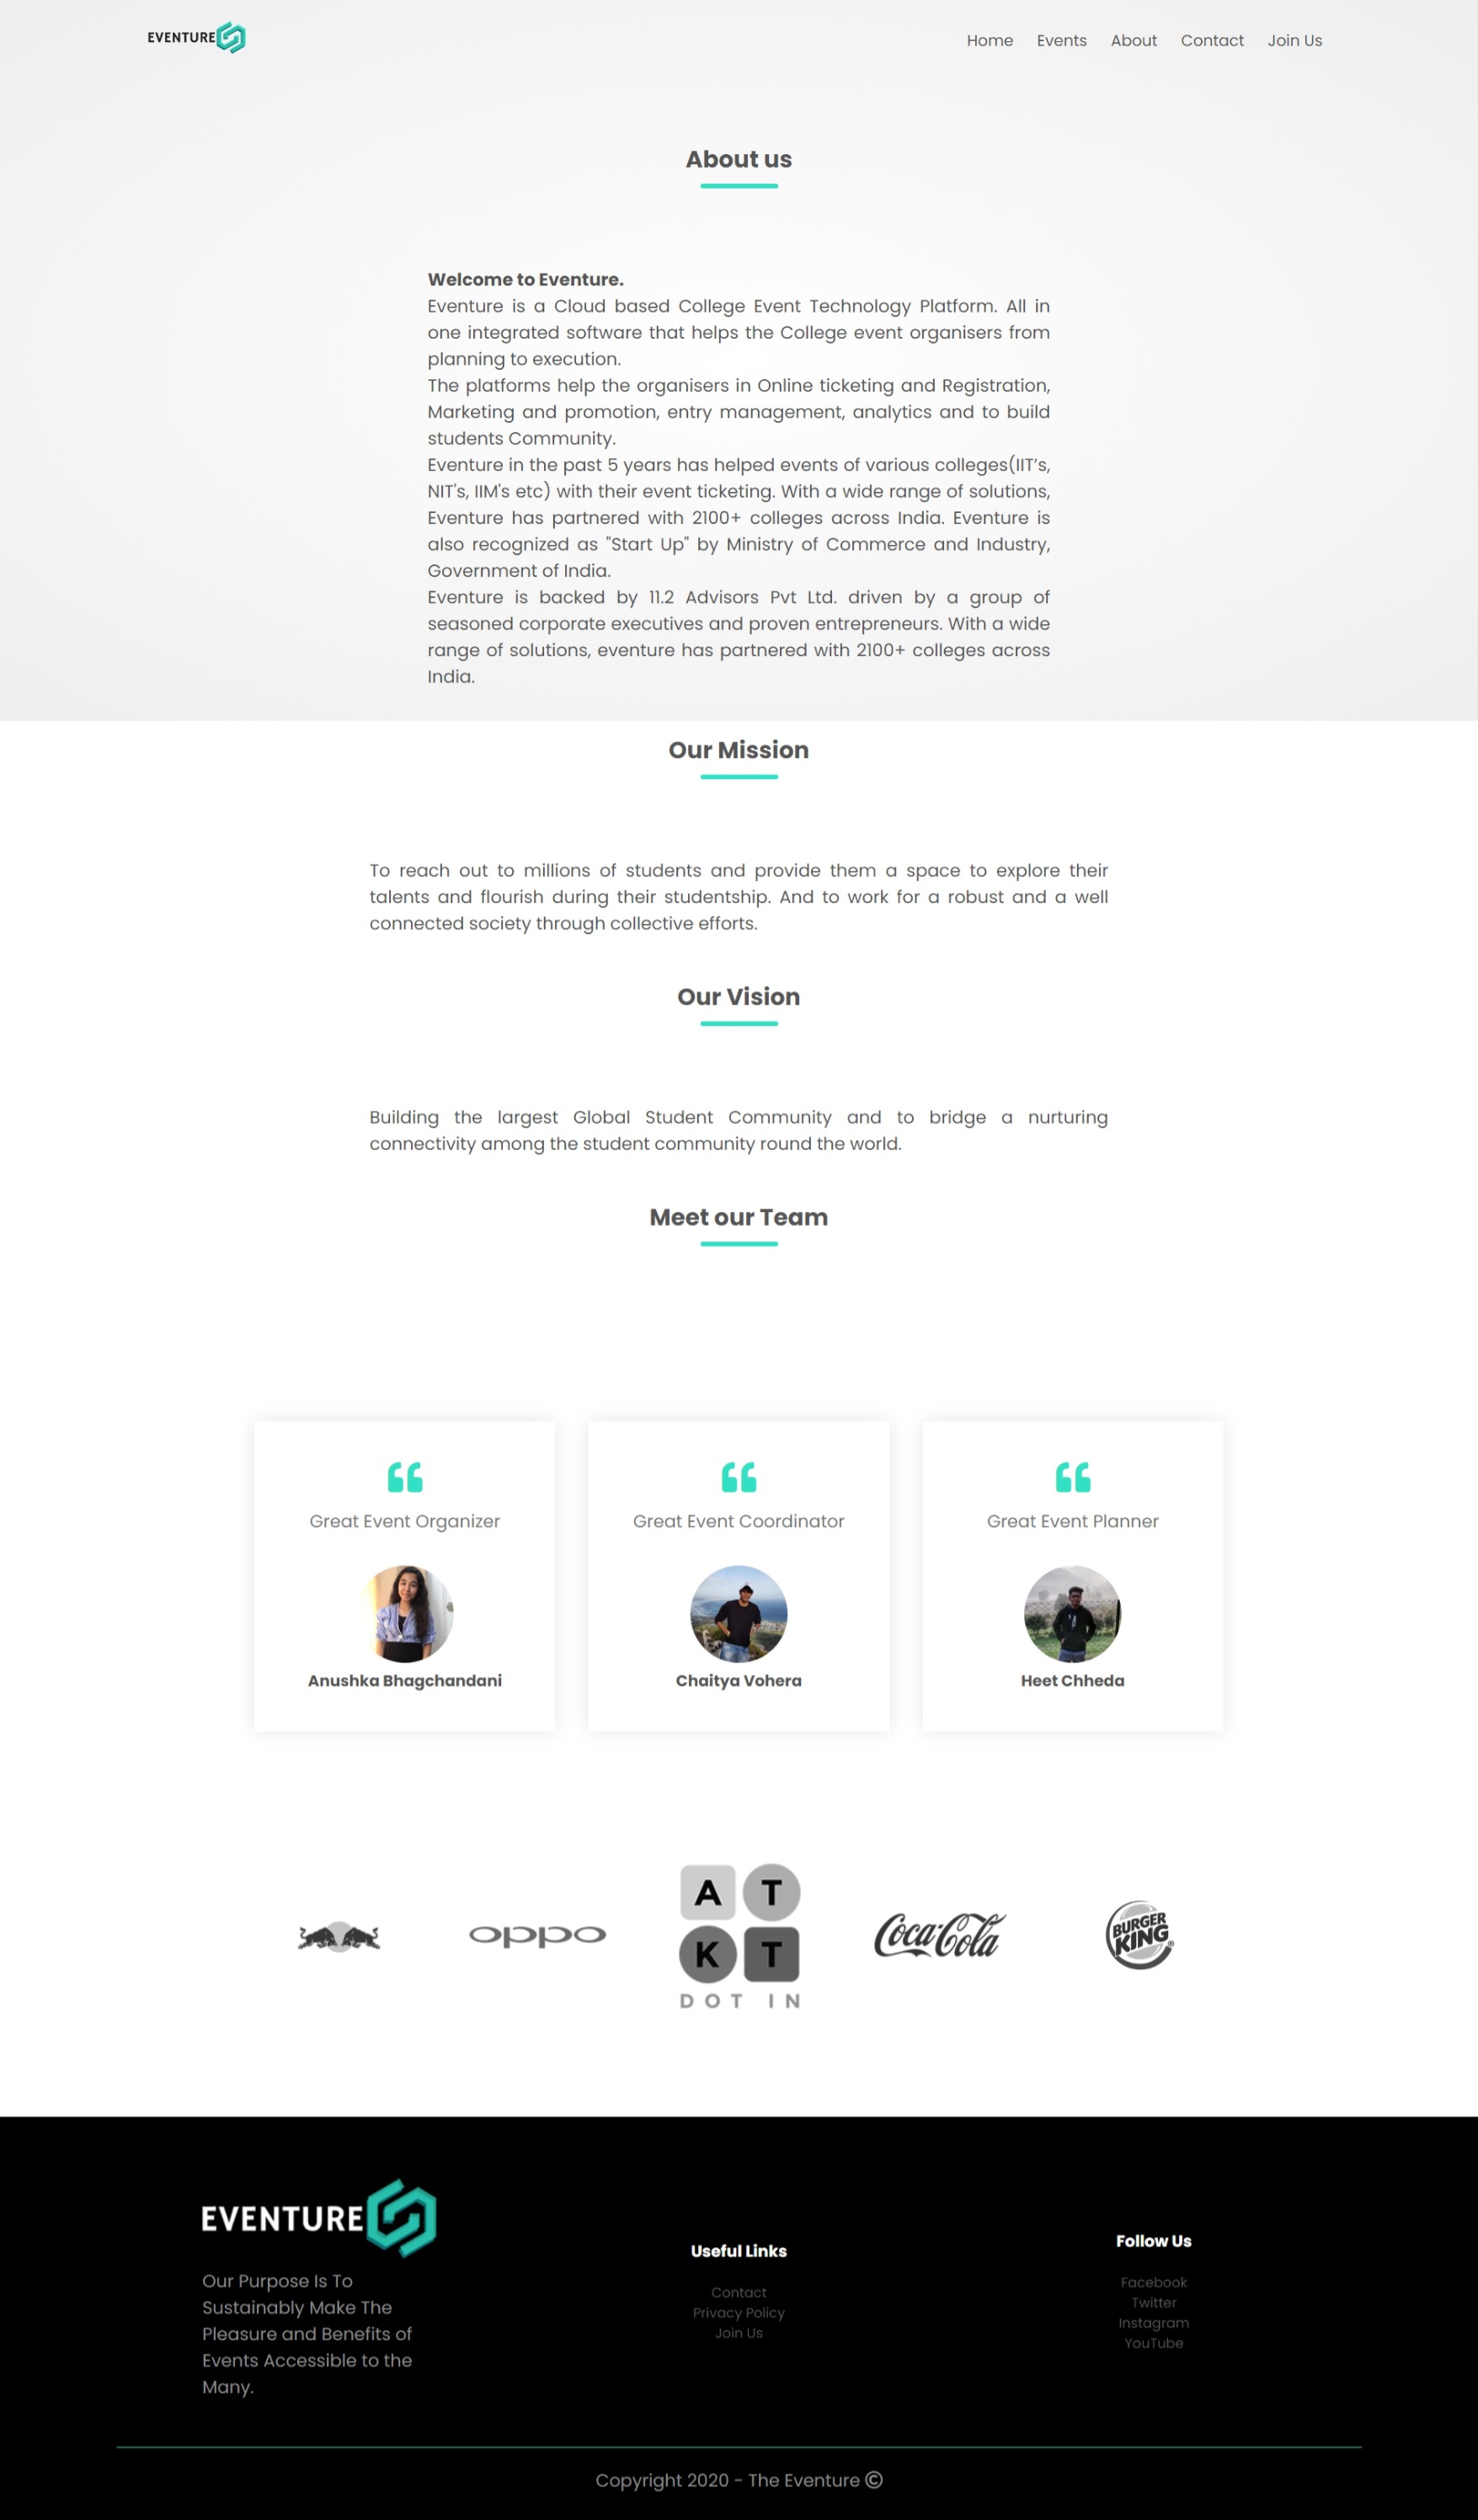 EVENTURE
Home Events About Contact Join Us
About us
Welcome to Eventure.
Eventure is a Cloud based College Event Technology Platform. All in
one integrated software that helps the College event organisers from
planning to execution.
The platforms help the organisers in Online ticketing and Registration,
Marketing and promotion, entry management, analytics and to build
students Community.
Eventure in the past 5 years has helped events of various colleges(IIT's,
NIT's, IIM's etc) with their event ticketing. With a wide range of solutions,
Eventure has partnered with 2100+ colleges across India. Eventure is
also recognized as "Start Up" by Ministry of Commerce and Industry,
Government of India.
Eventure is backed by 11.2 Advisors Pvt Ltd. driven by a group of
seasoned corporate executives and proven entrepreneurs. With a wide
range of solutions, eventure has partnered with 2100+ colleges across
India.
Our Mission
To reach out to millions of students and provide them a space to explore their
talents and flourish during their studentship. And to work for a robust and a well
connected society through collective efforts.
Our Vision
Building the largest Global Student Community and to bridge a nurturing
connectivity among the student community round the world.
Meet our Team
Great Event Organizer
Anushka Bhagchandani
Great Event Coordinator
Chaitya Vohera
Great Event Planner
Heet Chheda
oppo
A T
K T
DOT IN
Coca-Cola
BURGER
KING®
EVENTURE
Our Purpose Is To
Sustainably Make The
Pleasure and Benefits of
Events Accessible to the
Many.
Useful Links
Contact
Privacy Policy
Join Us
Follow Us
Facebook
Twitter
Instagram
YouTube
Copyright 2020 - The Eventure ©